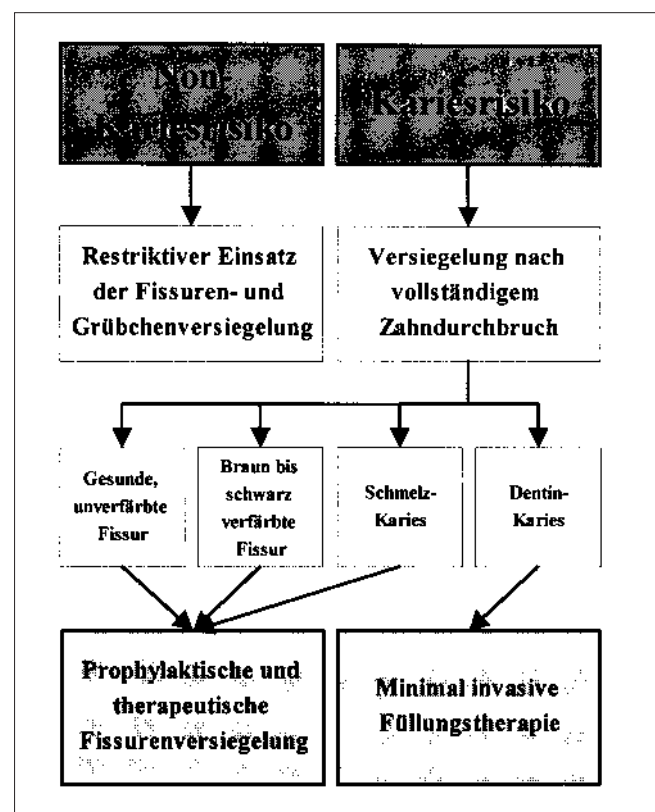 Non-
Kariesrisiko
Kariesrisiko
Restriktiver Einsatz
der Fissuren- und
Grübchenversiegelung
Versiegelung nach
vollständigem
Zahndurchbruch
Gesunde,
unverfärbte
Fissur
Braun bis
schwarz
verfärbte
Fissur
Schmelz-
Karies
Dentin-
Karies
Prophylaktische und
therapeutische
Fissurenversiegelung
Minimal invasive
Füllungstherapie